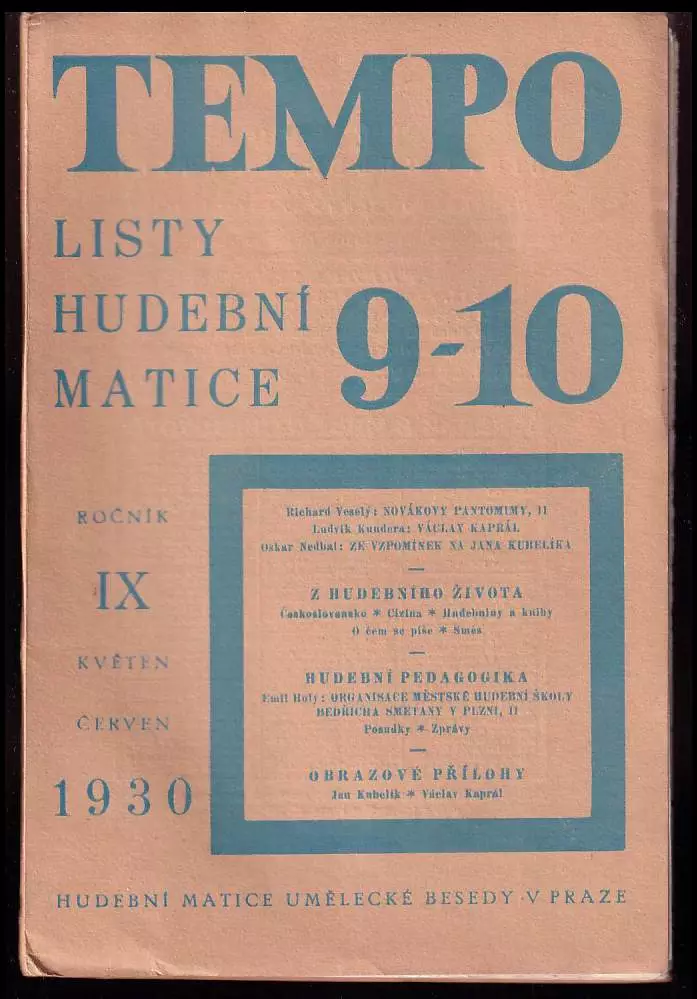 TEMPO
LISTY
HUDEBNÍ
MATICE
9-10
ROČNÍK
IX
KVĚTEN
ČERVEN
1930
Richard Veselý: NOVÁKOVY PANTOMIMY, II
Ludvík Kundera: VÁCLAV KAPRÁL
Oskar Nedbal: ZE VZPOMÍNEK NA JANA KUBELÍKA
Z HUDEBNÍHO ŽIVOTA
Československo * Cizina * Hudebniny a knihy
O čem se píše * Směs
HUDEBNÍ PEDAGOGIKA
Emil Holý: ORGANISACE MĚSTSKÉ HUDEBNÍ ŠKOLY
BEDŘICHA SMETANY V PLZNI, II
Posudky * Zprávy
OBRAZOVÉ PŘÍLOHY
Jan Kubelík * Václav Kaprál
HUDEBNÍ MATICE UMĚLECKÉ BESEDY · V PRAZE